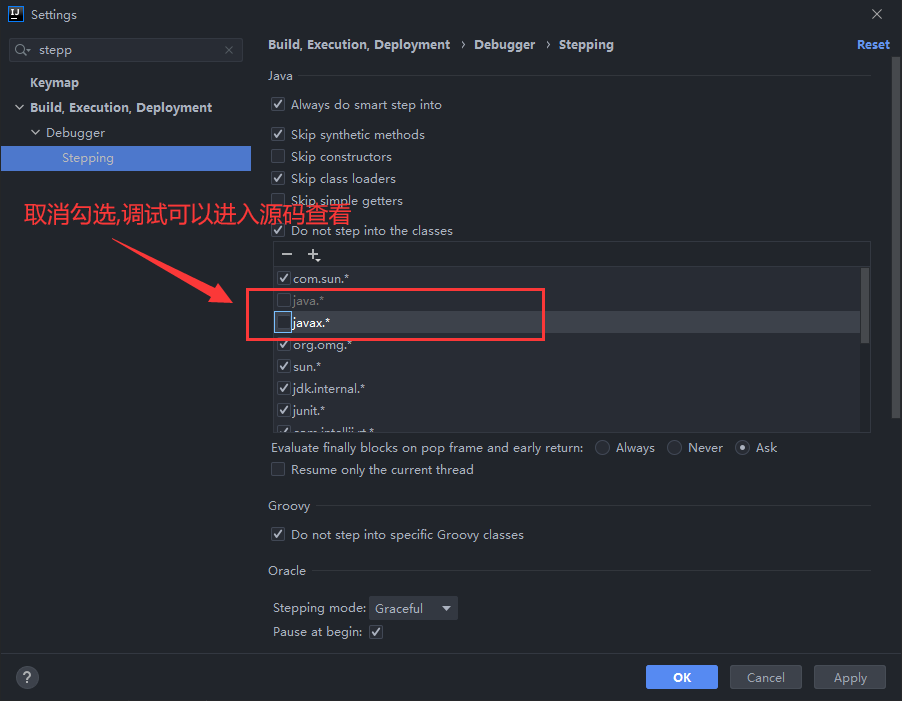 Settings
stepp
Keymap
Build, Execution, Deployment
Debugger
Stepping
Build, Execution, Deployment › Debugger › Stepping
Reset
Java
Always do smart step into
Skip synthetic methods
Skip constructors
Skip class loaders
Skip simple getters
取消勾选,调试可以进入源码查看
Do not step into the classes
com.sun.*
java.*
javax.*
org.omg.*
sun.*
jdk.internal.*
junit.*
com.intellij.rt.*
Evaluate finally blocks on pop frame and early return: Always Never Ask
Resume only the current thread
Groovy
Do not step into specific Groovy classes
Oracle
Stepping mode: Graceful
Pause at begin:
? OK Cancel Apply